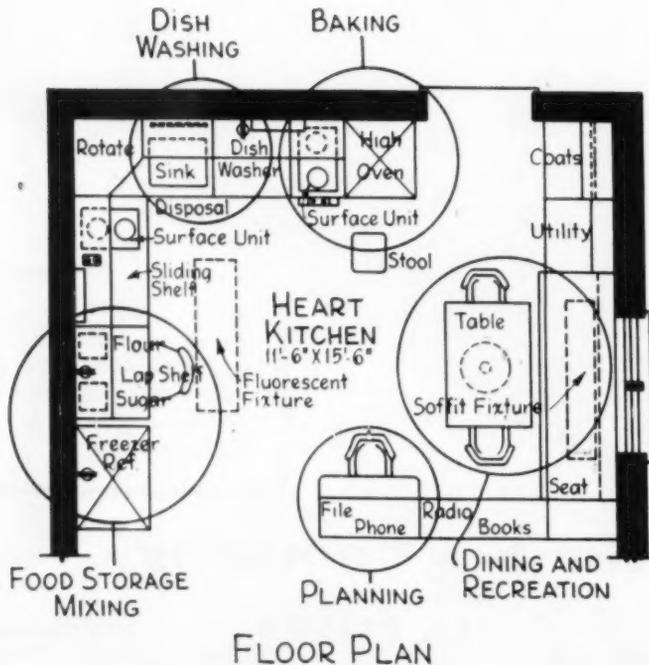 DISH
WASHING
BAKING
Rotate
Sink
Dish
Washer
High
Oven
Coats
Disposal
Surface Unit
Surface Unit
Utility
Sliding
Shelf
Stool
HEART
KITCHEN
11'-6" X 15'-6"
Table
Flour
Lap Shelf
Sugar
Fluorescent
Fixture
Soffit Fixture
Freezer
Ref.
File
Phone
Radio
Books
Seat
FOOD STORAGE
MIXING
PLANNING
DINING AND
RECREATION
FLOOR PLAN